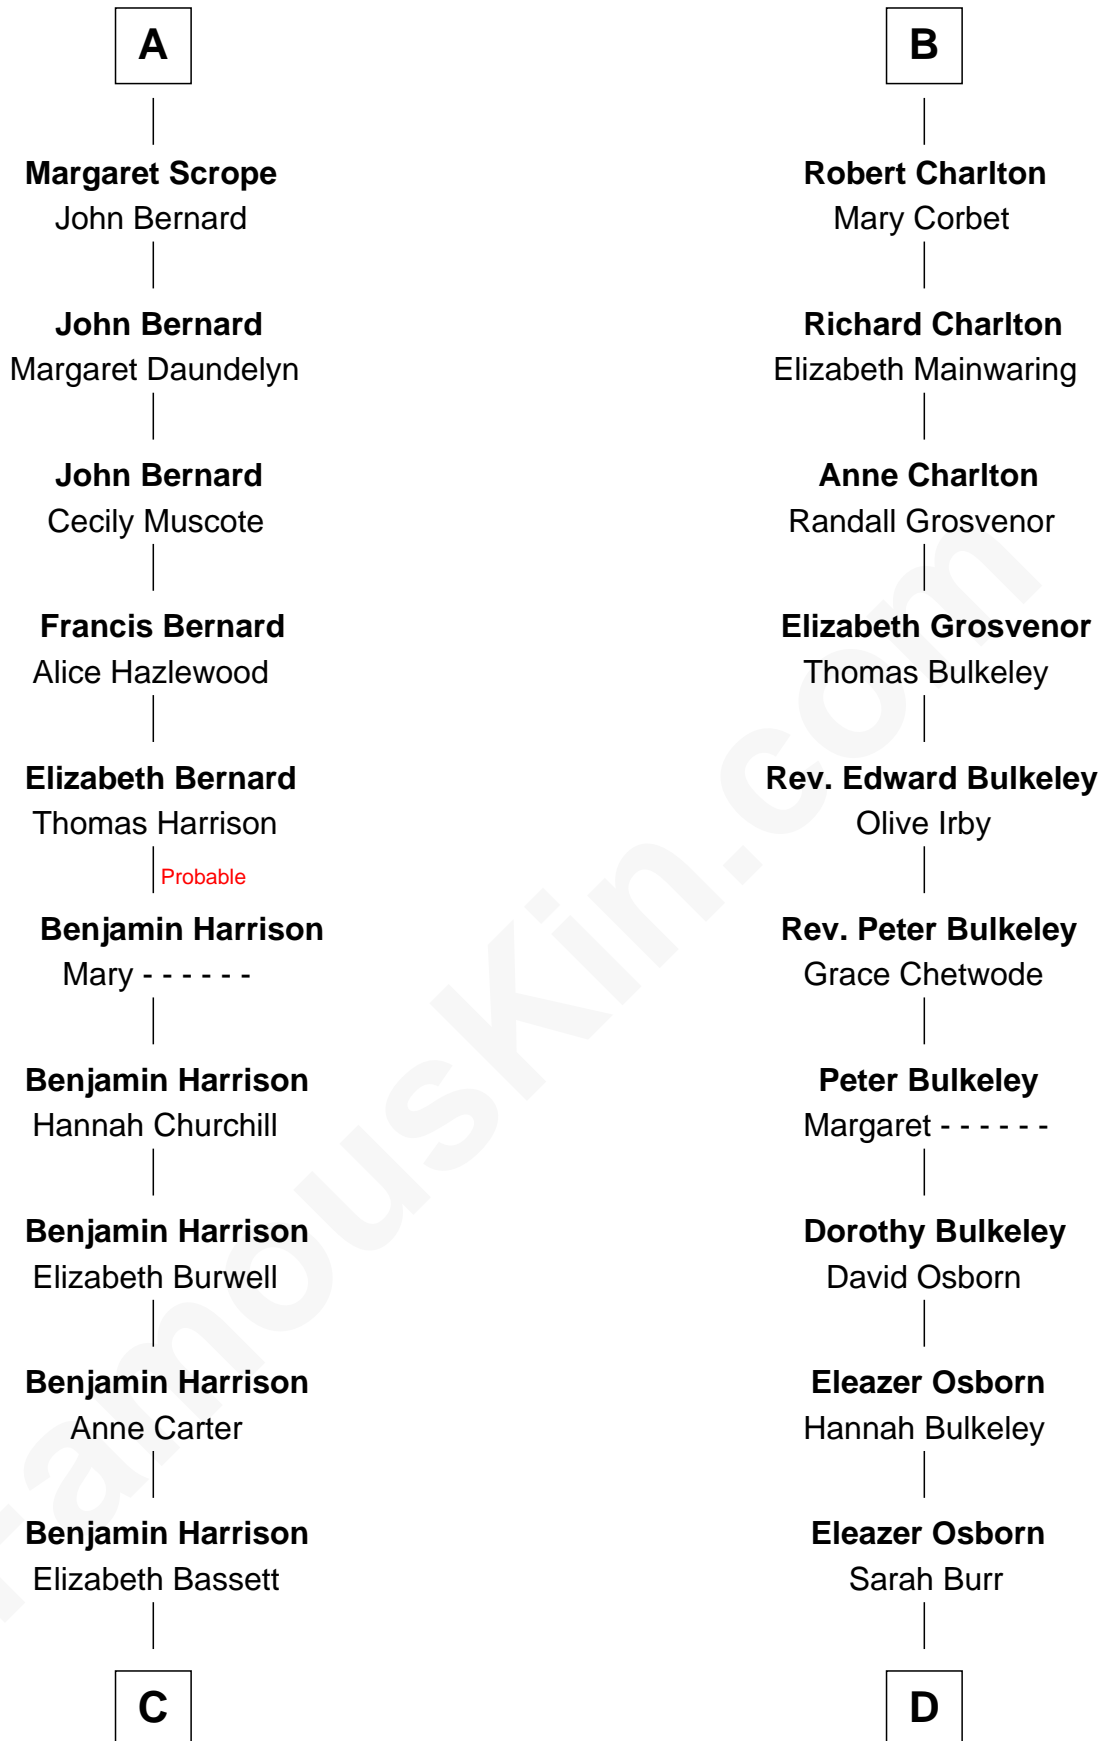 A
Margaret Scrope
John Bernard
John Bernard
Margaret Daundelyn
John Bernard
Cecily Muscote
Francis Bernard
Alice Hazlewood
Elizabeth Bernard
Thomas Harrison
Probable
Benjamin Harrison
Mary - - - - - -
Benjamin Harrison
Hannah Churchill
Benjamin Harrison
Elizabeth Burwell
Benjamin Harrison
Anne Carter
Benjamin Harrison
Elizabeth Bassett
C
B
Robert Charlton
Mary Corbet
Richard Charlton
Elizabeth Mainwaring
Anne Charlton
Randall Grosvenor
Elizabeth Grosvenor
Thomas Bulkeley
Rev. Edward Bulkeley
Olive Irby
Rev. Peter Bulkeley
Grace Chetwode
Peter Bulkeley
Margaret - - - - - -
Dorothy Bulkeley
David Osborn
Eleazer Osborn
Hannah Bulkeley
Eleazer Osborn
Sarah Burr
D
FamousKin.com